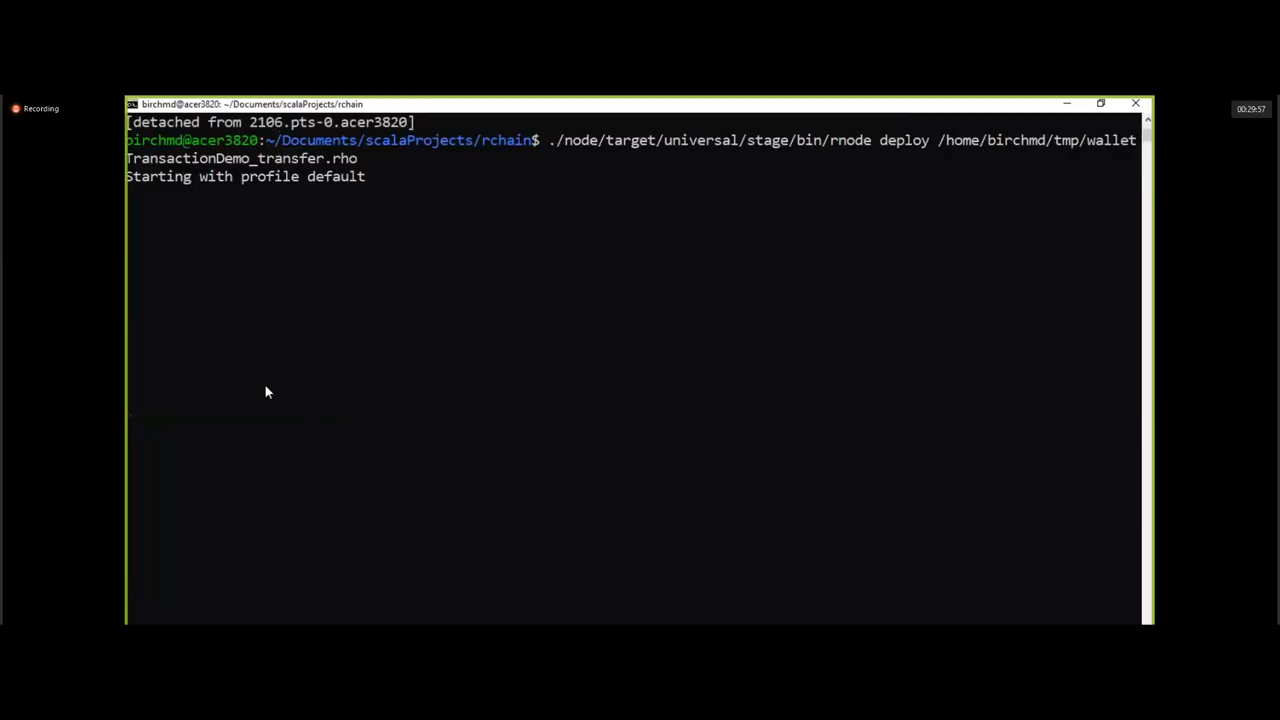 birchmd@acer3820: ~/Documents/scalaProjects/rchain
Recording
00:29:57
[detached from 2106.pts-0.acer3820]
birchmd@acer3820:~/Documents/scalaProjects/rchain$ ./node/target/universal/stage/bin/rnode deploy /home/birchmd/tmp/wallet
TransactionDemo_transfer.rho
Starting with profile default